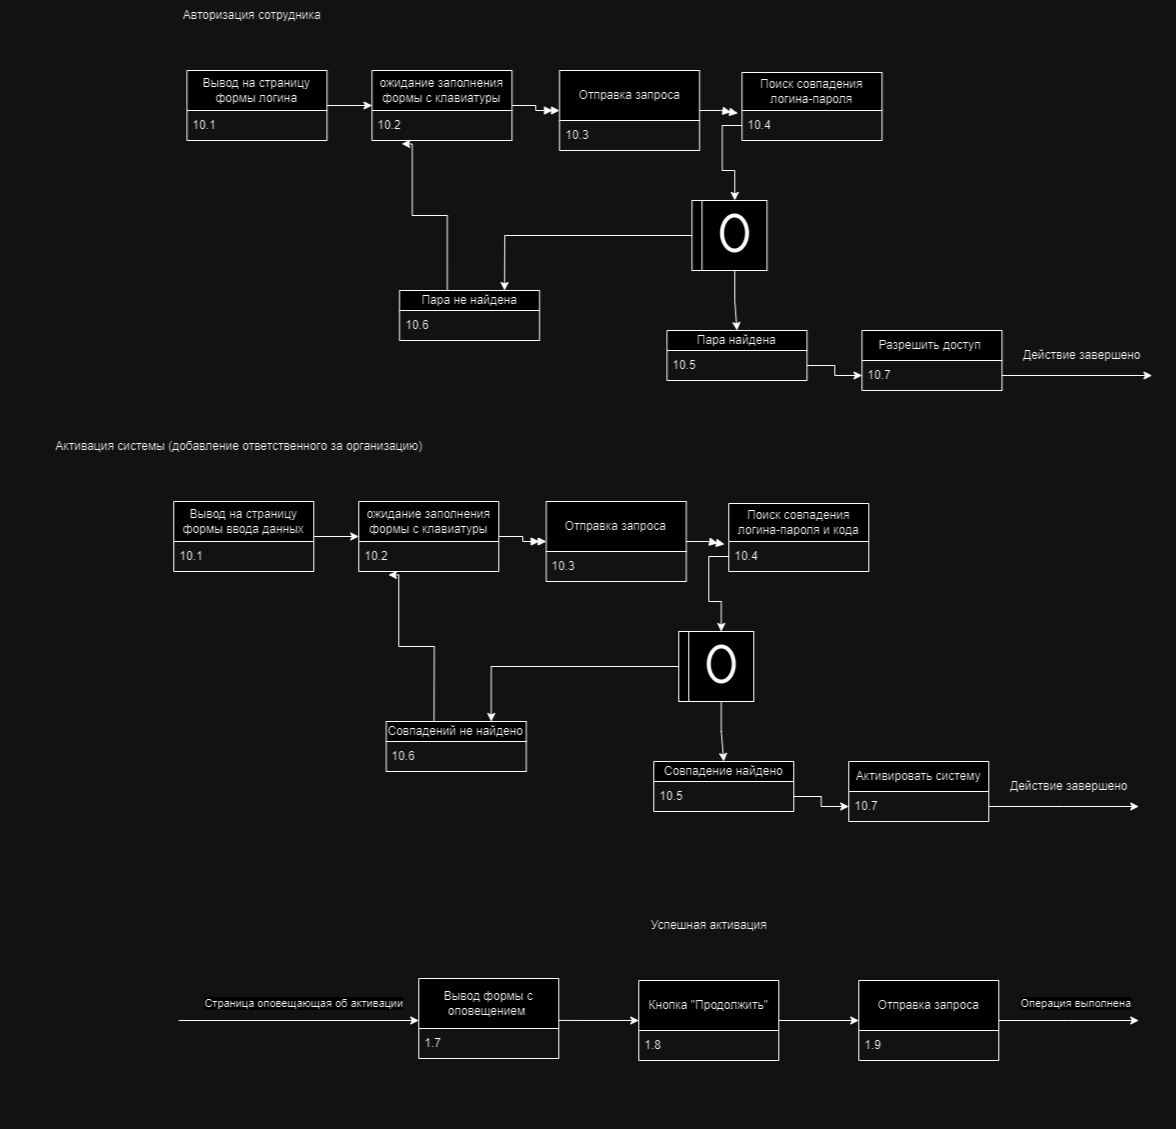 Авторизация сотрудника
Вывод на страницу
формы логина
10.1
ожидание заполнения
формы с клавиатуры
10.2
Отправка запроса
10.3
Поиск совпадения
логина-пароля
10.4
O
Пара не найдена
10.6
Пара найдена
10.5
Разрешить доступ
10.7
Действие завершено
Активация системы (добавление ответственного за организацию)
Вывод на страницу
формы ввода данных
10.1
ожидание заполнения
формы с клавиатуры
10.2
Отправка запроса
10.3
Поиск совпадения
логина-пароля и кода
10.4
O
Совпадений не найдено
10.6
Совпадение найдено
10.5
Активировать систему
10.7
Действие завершено
Успешная активация
Страница оповещающая об активации
Вывод формы с
оповещением
1.7
Кнопка "Продолжить"
1.8
Отправка запроса
1.9
Операция выполнена